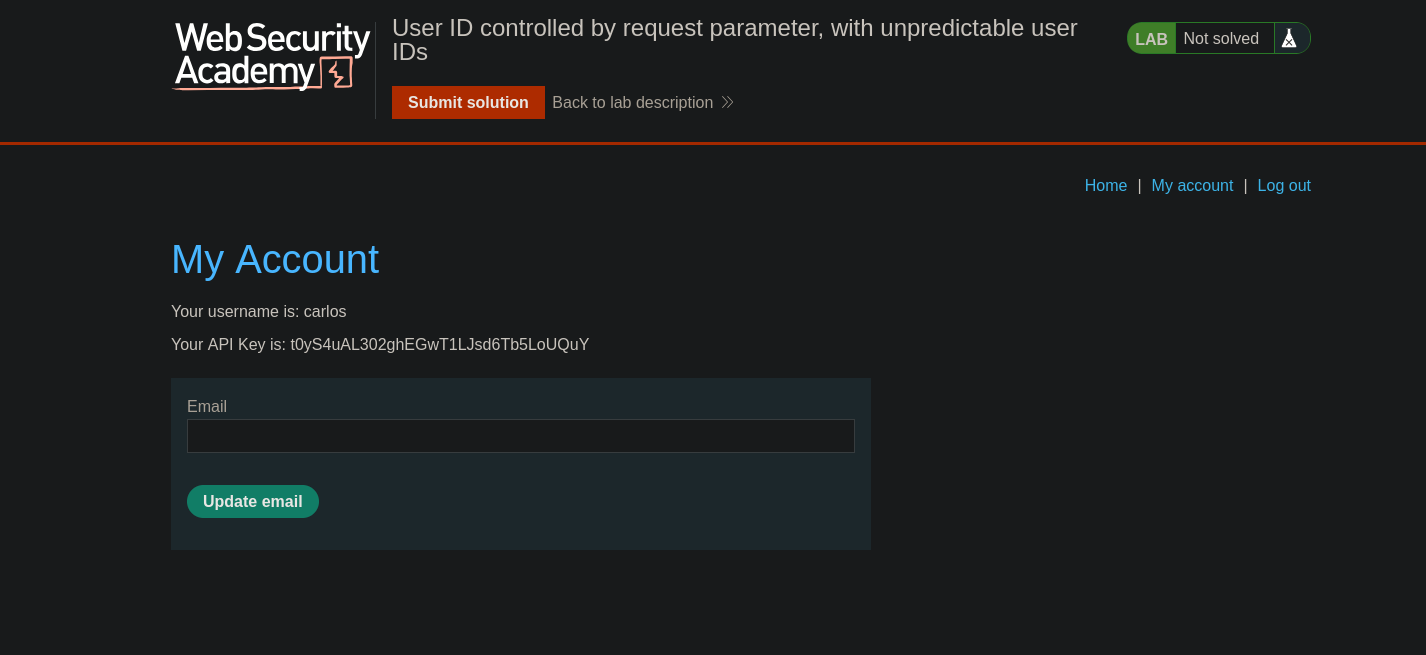 Web Security
Academy
User ID controlled by request parameter, with unpredictable user
IDs
LAB Not solved
Submit solution Back to lab description
Home | My account | Log out
My Account
Your username is: carlos
Your API Key is: t0yS4uAL302ghEGwT1LJsd6Tb5LoUQuY
Email
Update email